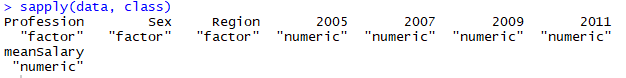 > sapply(data, class)
Profession Sex Region 2005 2007 2009 2011
"factor" "factor" "factor" "numeric" "numeric" "numeric" "numeric"
meanSalary
"numeric"